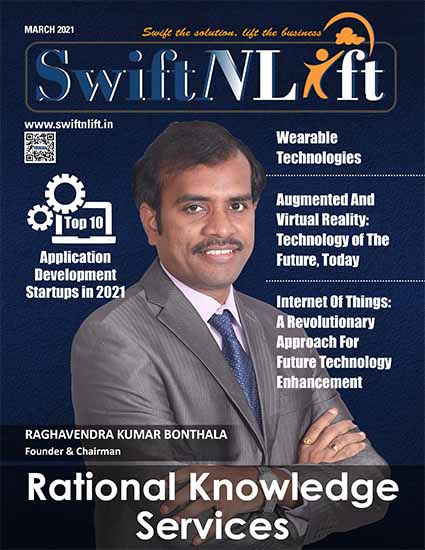 MARCH 2021
Swift the solution, lift the business
SwiftNLift
www.swiftnlift.in
Wearable
Technologies
Top 10
Application
Development
Startups in 2021
Augmented And
Virtual Reality:
Technology of The
Future, Today
Internet Of Things:
A Revolutionary
Approach For
Future Technology
Enhancement
RAGHAVENDRA KUMAR BONTHALA
Founder & Chairman
Rational Knowledge
Services